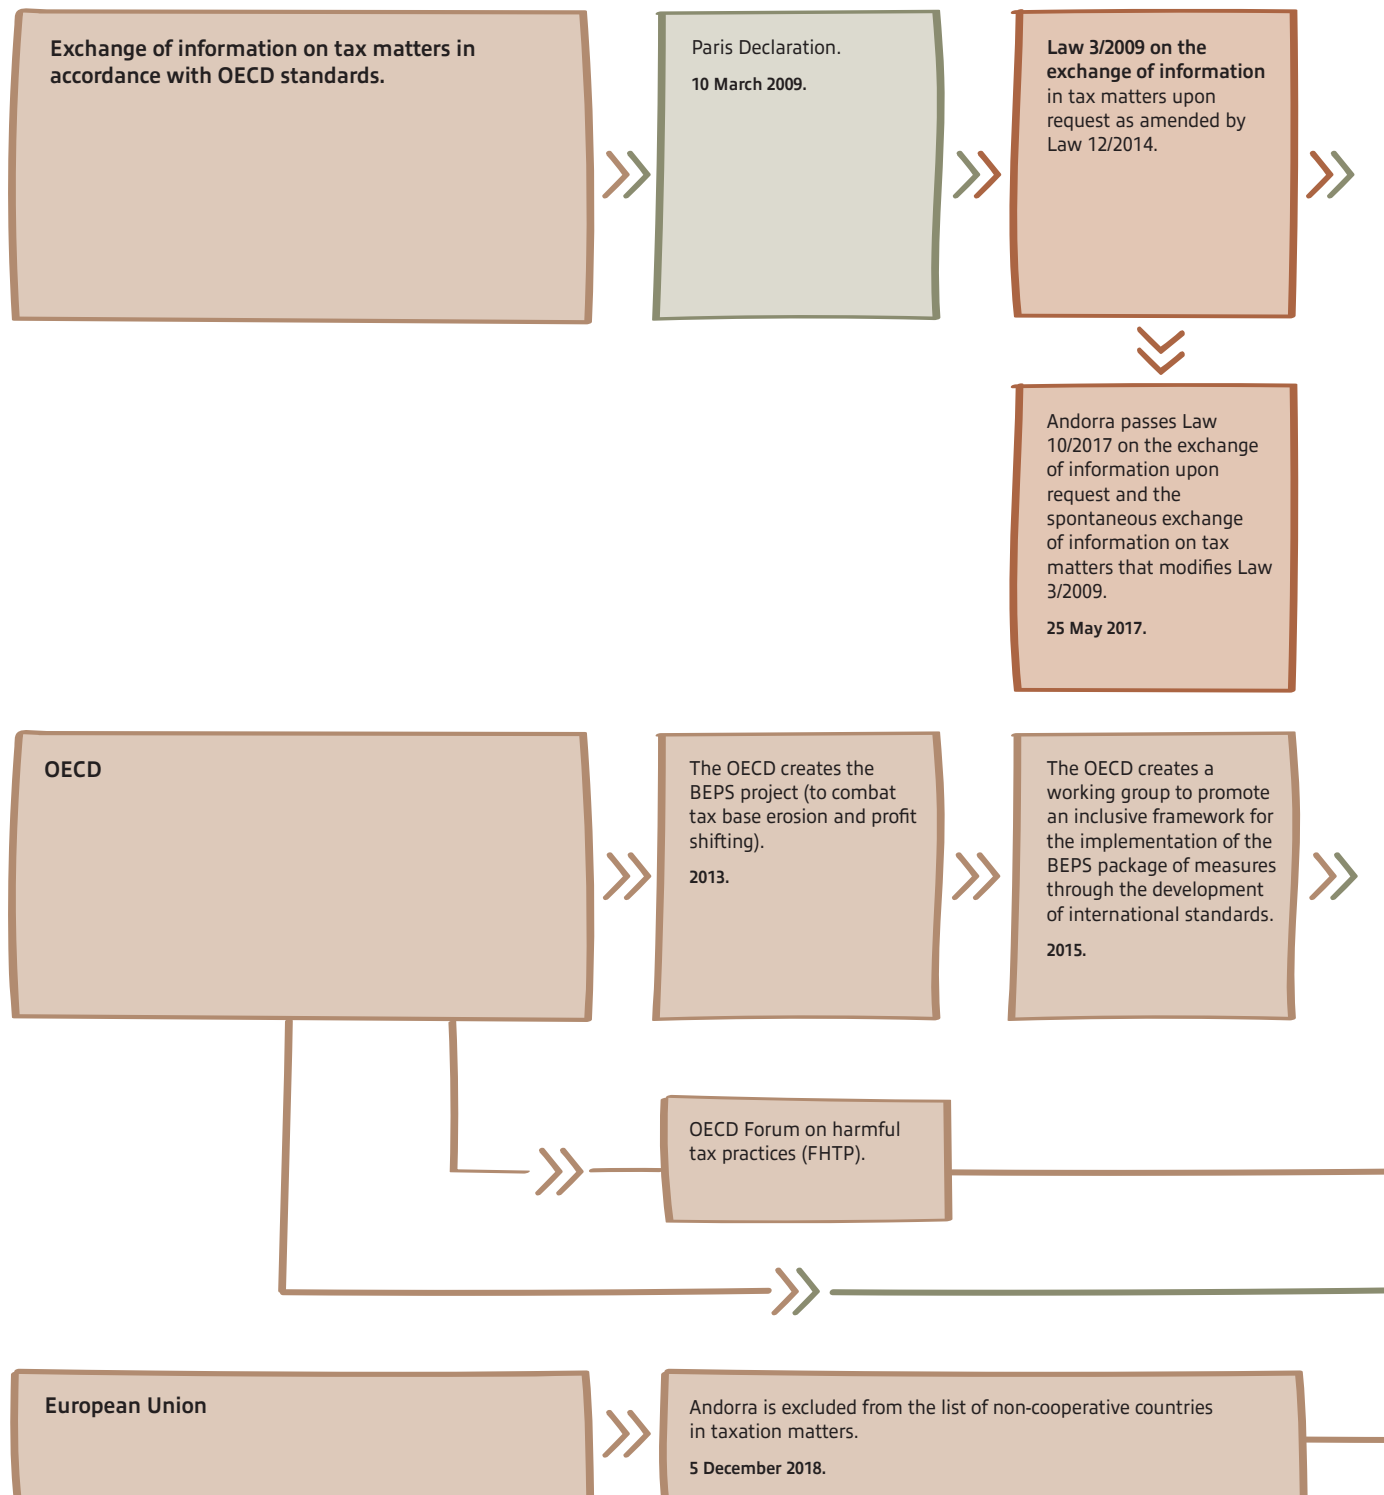 Exchange of information on tax matters in
accordance with OECD standards.
Paris Declaration.
10 March 2009.
Law 3/2009 on the
exchange of information
in tax matters upon
request as amended by
Law 12/2014.
Andorra passes Law
10/2017 on the exchange
of information upon
request and the
spontaneous exchange
of information on tax
matters that modifies Law
3/2009.
25 May 2017.
OECD
The OECD creates the
BEPS project (to combat
tax base erosion and profit
shifting).
2013.
The OECD creates a
working group to promote
an inclusive framework for
the implementation of the
BEPS package of measures
through the development
of international standards.
2015.
OECD Forum on harmful
tax practices (FHTP).
European Union
Andorra is excluded from the list of non-cooperative countries
in taxation matters.
5 December 2018.